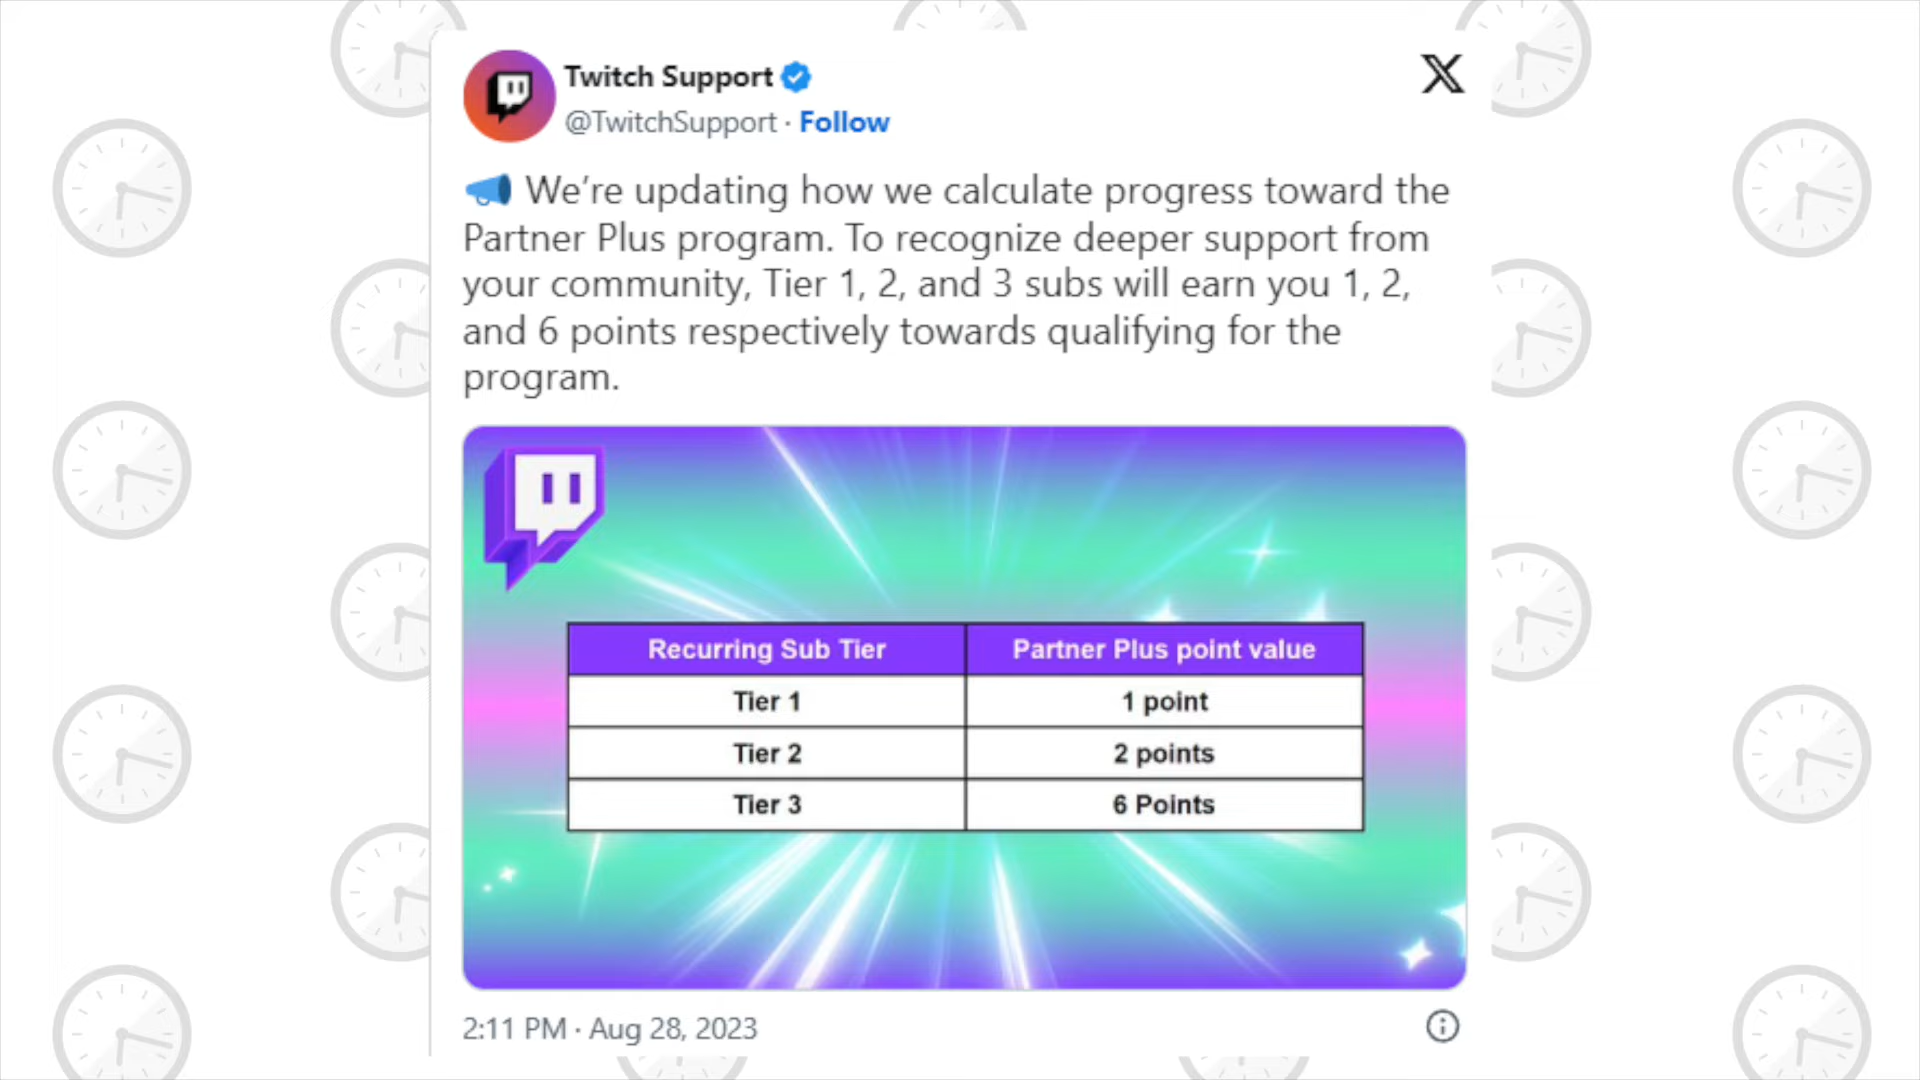 Twitch Support
@TwitchSupport · Follow
We’re updating how we calculate progress toward the
Partner Plus program. To recognize deeper support from
your community, Tier 1, 2, and 3 subs will earn you 1, 2,
and 6 points respectively towards qualifying for the
program.
Recurring Sub Tier Partner Plus point value
Tier 1 1 point
Tier 2 2 points
Tier 3 6 Points
2:11 PM · Aug 28, 2023